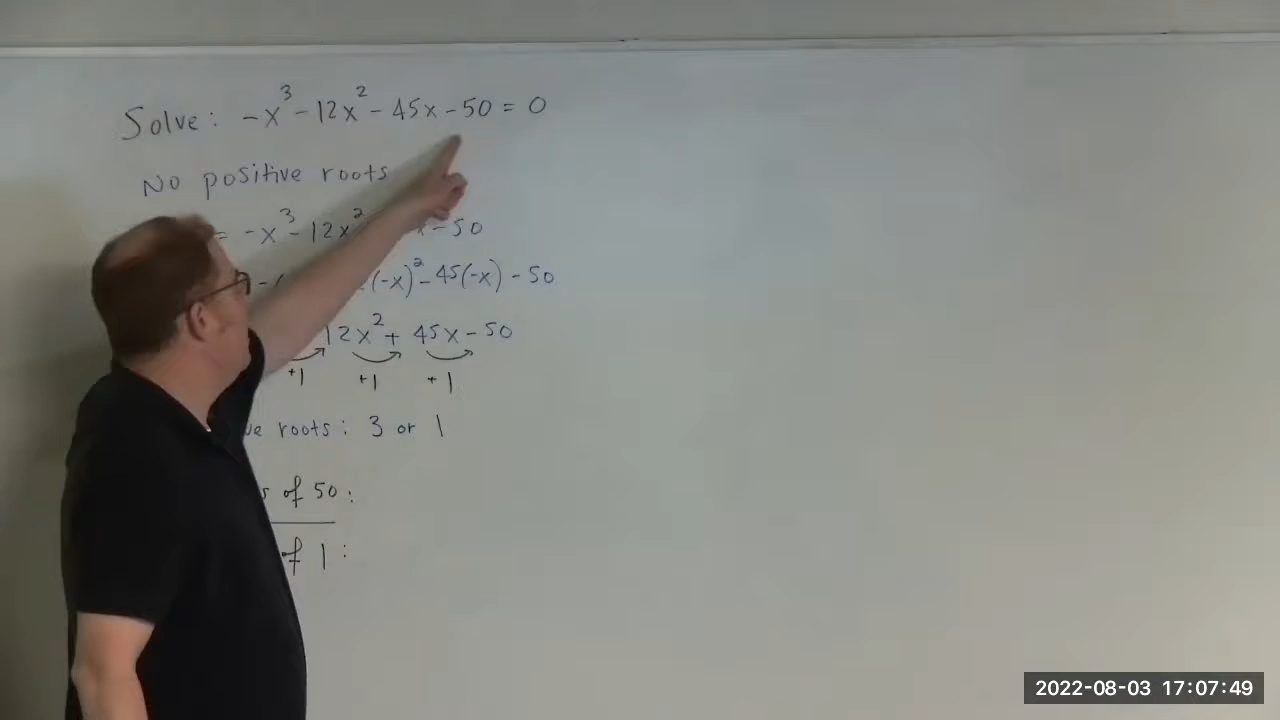 Solve: -x³ - 12x² - 45x - 50 = 0
No positive roots
= -x³ - 12x² x - 50
(-x)² - 45(-x) - 50
12x² + 45x - 50
+1 +1 +1
roots: 3 or 1
of 50:
of 1:
2022-08-03 17:07:49